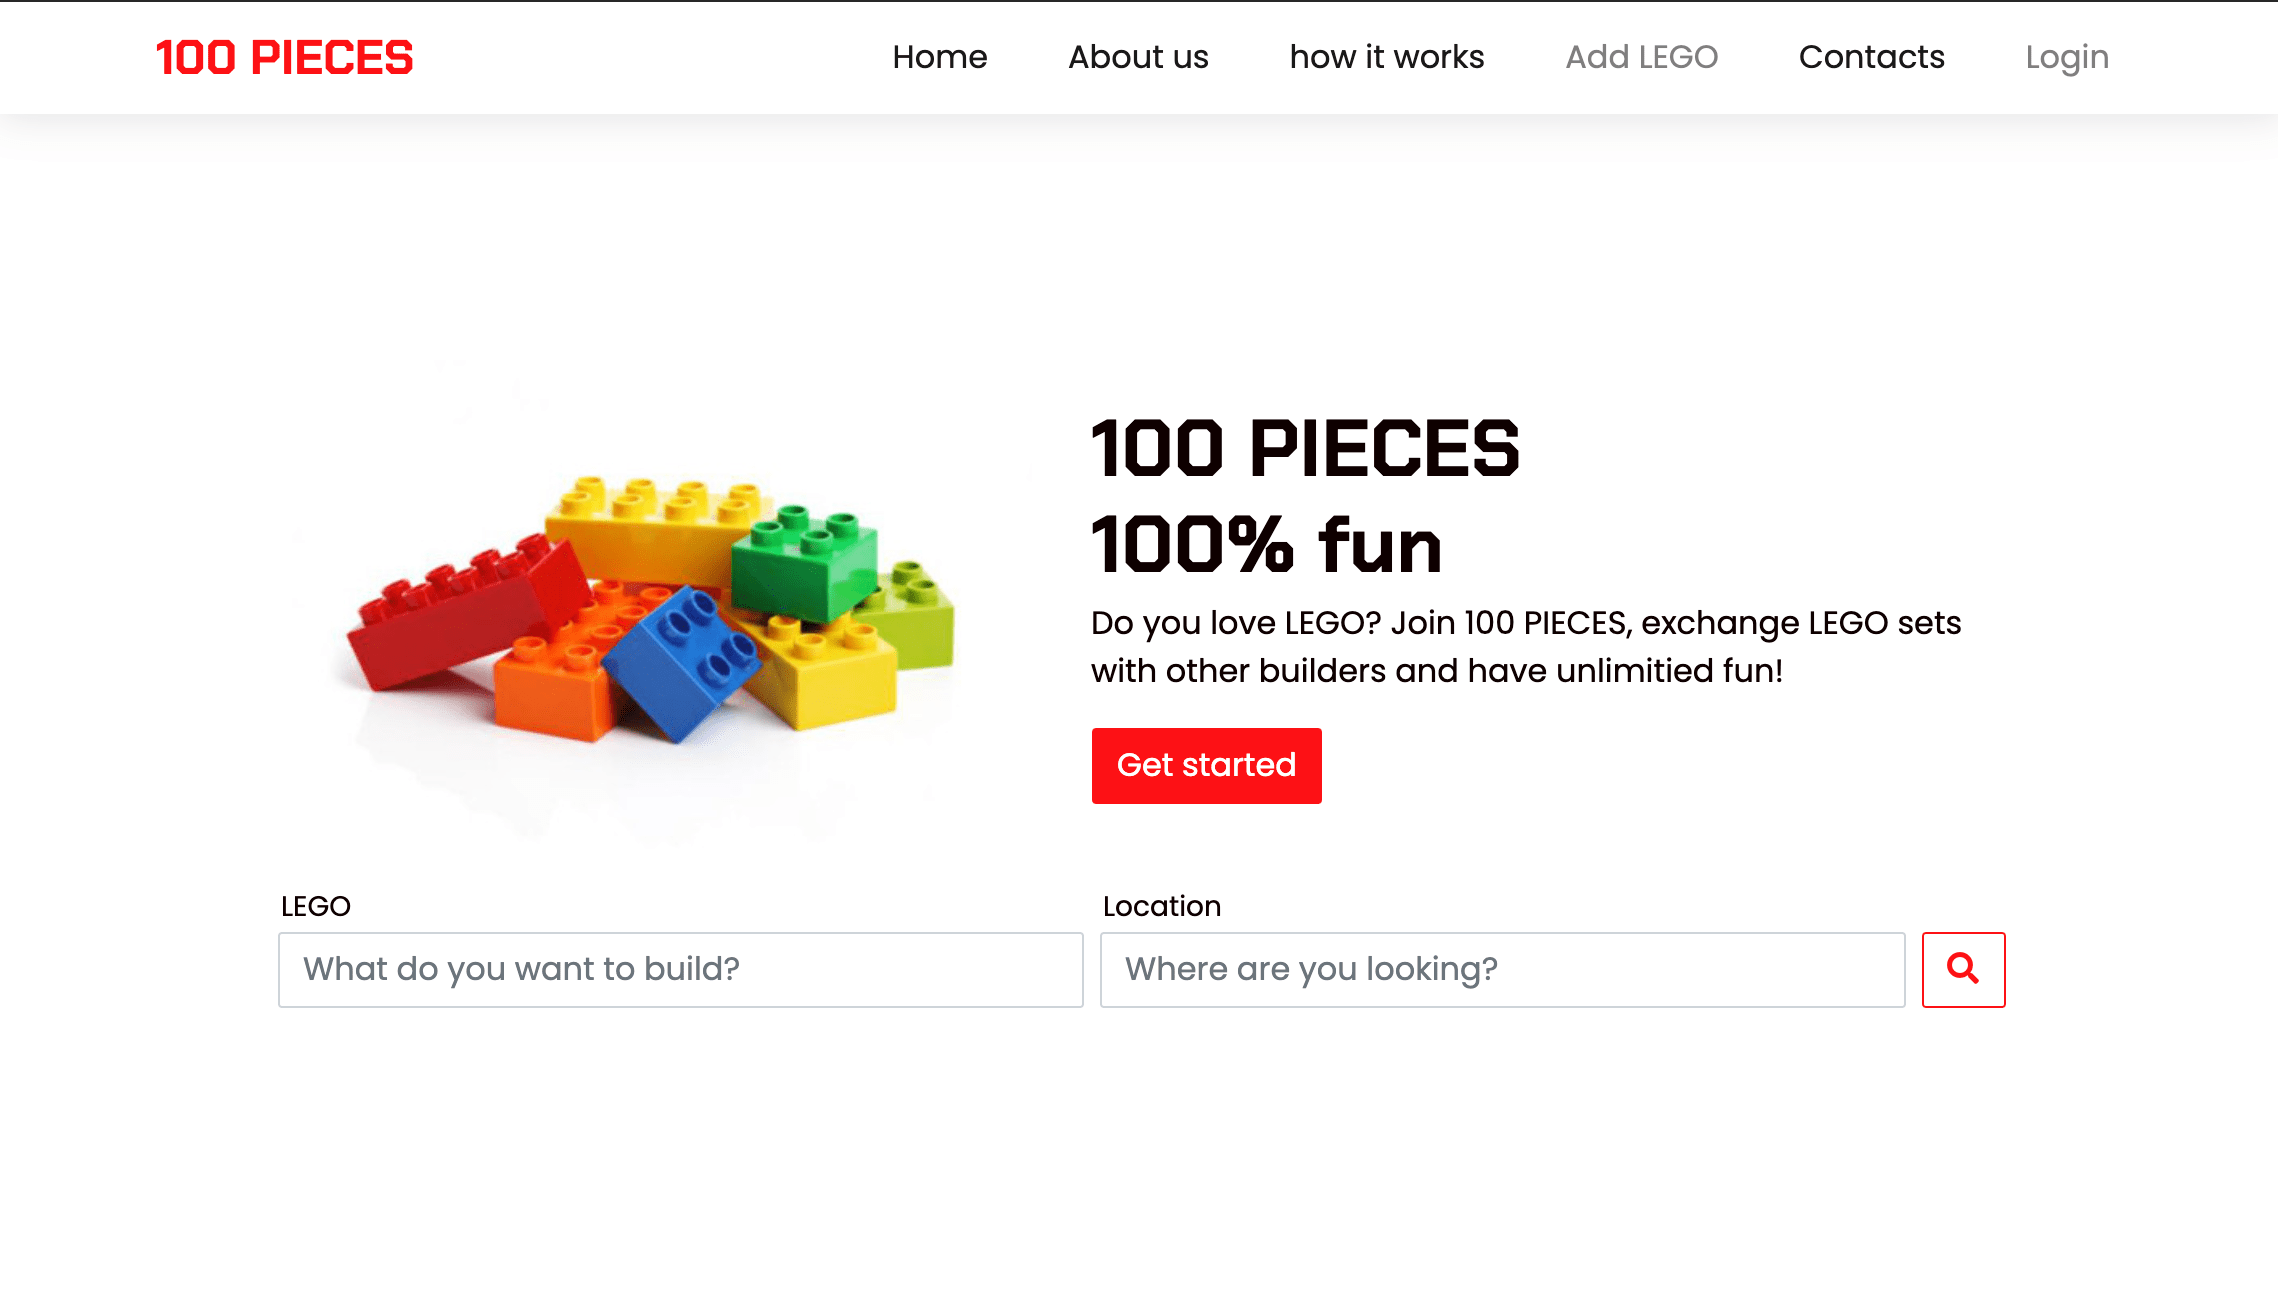 100 PIECES
Home About us how it works Add LEGO Contacts Login
100 PIECES
100% fun
Do you love LEGO? Join 100 PIECES, exchange LEGO sets
with other builders and have unlimitied fun!
Get started
LEGO
What do you want to build?
Location
Where are you looking?